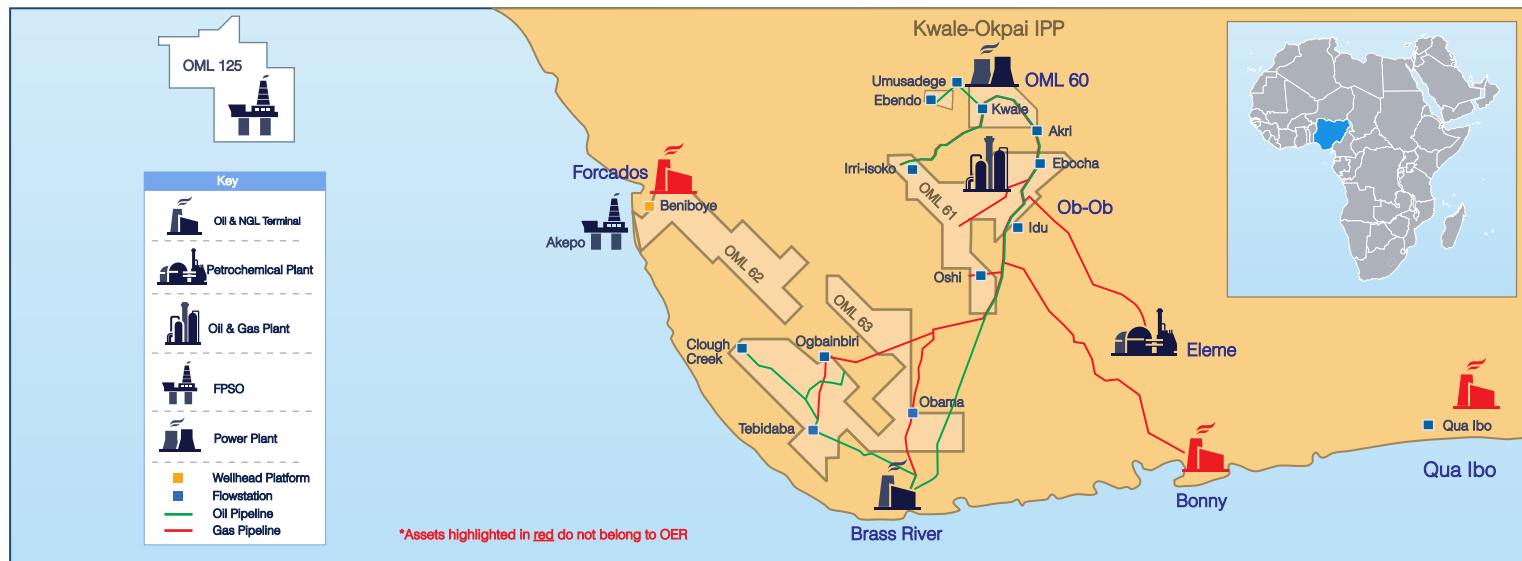 OML 125
Key
Oil & NGL Terminal
Petrochemical Plant
Oil & Gas Plant
FPSO
Power Plant
Wellhead Platform
Flowstation
Oil Pipeline
Gas Pipeline
Kwale-Okpai IPP
Umusadege
OML 60
Ebendo
Kwale
Akri
Irri-isoko
Ebocha
OML 61
Ob-Ob
Idu
Oshi
Forcados
Beniboye
Akepo
OML 62
OML 63
Clough
Creek
Ogbainbiri
Obama
Tebidaba
Eleme
Qua Ibo
Qua Ibo
Bonny
Brass River
*Assets highlighted in red do not belong to OER